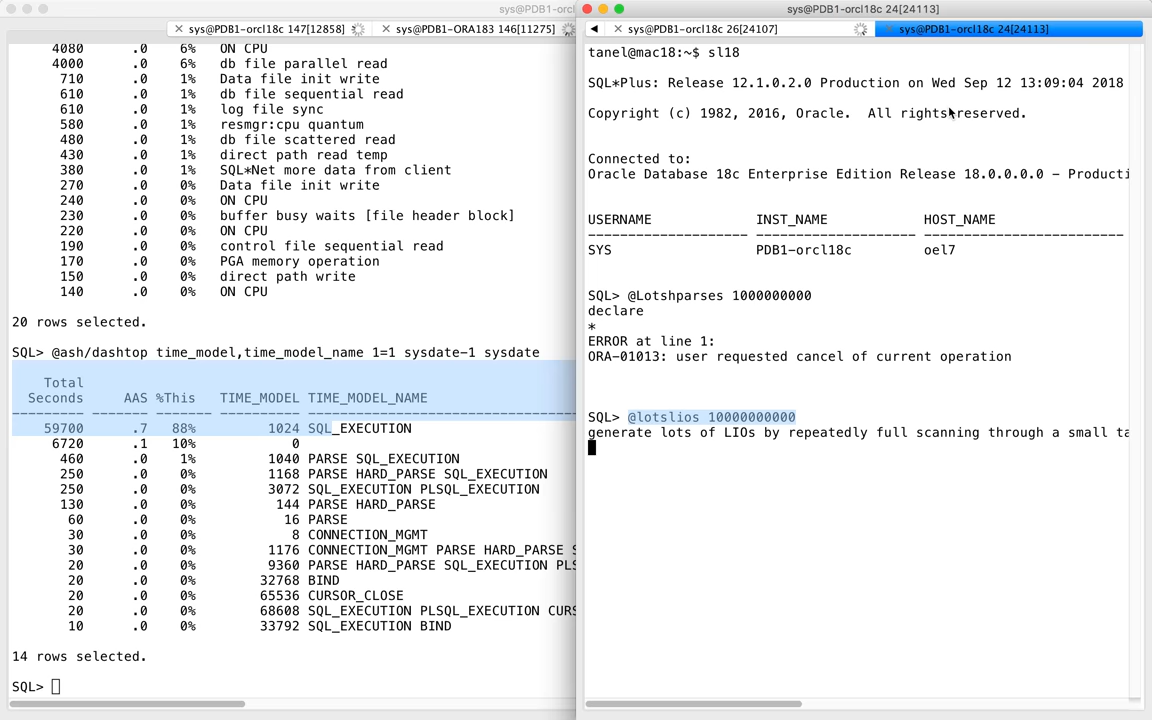 sys@PDB1-orcl
sys@PDB1-orcl18c 147[12858]
sys@PDB1-ORA183 146[11275]
4080 .0 6% ON CPU
4000 .0 6% db file parallel read
710 .0 1% Data file init write
610 .0 1% db file sequential read
610 .0 1% log file sync
580 .0 1% resmgr:cpu quantum
480 .0 1% db file scattered read
430 .0 1% direct path read temp
380 .0 1% SQL*Net more data from client
270 .0 0% Data file init write
240 .0 0% ON CPU
230 .0 0% buffer busy waits [file header block]
220 .0 0% ON CPU
190 .0 0% control file sequential read
170 .0 0% PGA memory operation
150 .0 0% direct path write
140 .0 0% ON CPU
20 rows selected.
SQL> @ash/dashtop time_model,time_model_name 1=1 sysdate-1 sysdate
Total
Seconds AAS %This TIME_MODEL TIME_MODEL_NAME
--------- ------- ------- ---------- --------------------------------
59700 .7 88% 1024 SQL_EXECUTION
6720 .1 10% 0
460 .0 1% 1040 PARSE SQL_EXECUTION
250 .0 0% 1168 PARSE HARD_PARSE SQL_EXECUTION
250 .0 0% 3072 SQL_EXECUTION PLSQL_EXECUTION
130 .0 0% 144 PARSE HARD_PARSE
60 .0 0% 16 PARSE
30 .0 0% 8 CONNECTION_MGMT
30 .0 0% 1176 CONNECTION_MGMT PARSE HARD_PARSE S
20 .0 0% 9360 PARSE HARD_PARSE SQL_EXECUTION PLS
20 .0 0% 32768 BIND
20 .0 0% 65536 CURSOR_CLOSE
20 .0 0% 68608 SQL_EXECUTION PLSQL_EXECUTION CURS
10 .0 0% 33792 SQL_EXECUTION BIND
14 rows selected.
SQL>
sys@PDB1-orcl18c 24[24113]
sys@PDB1-orcl18c 26[24107]
sys@PDB1-orcl18c 24[24113]
tanel@mac18:~$ sl18
SQL*Plus: Release 12.1.0.2.0 Production on Wed Sep 12 13:09:04 2018
Copyright (c) 1982, 2016, Oracle. All rights reserved.
Connected to:
Oracle Database 18c Enterprise Edition Release 18.0.0.0.0 - Producti
USERNAME INST_NAME HOST_NAME
-------------------- -------------------- -------------------------
SYS PDB1-orcl18c oel7
SQL> @Lotshparses 1000000000
declare
*
ERROR at line 1:
ORA-01013: user requested cancel of current operation
SQL> @lotslios 10000000000
generate lots of LIOs by repeatedly full scanning through a small ta